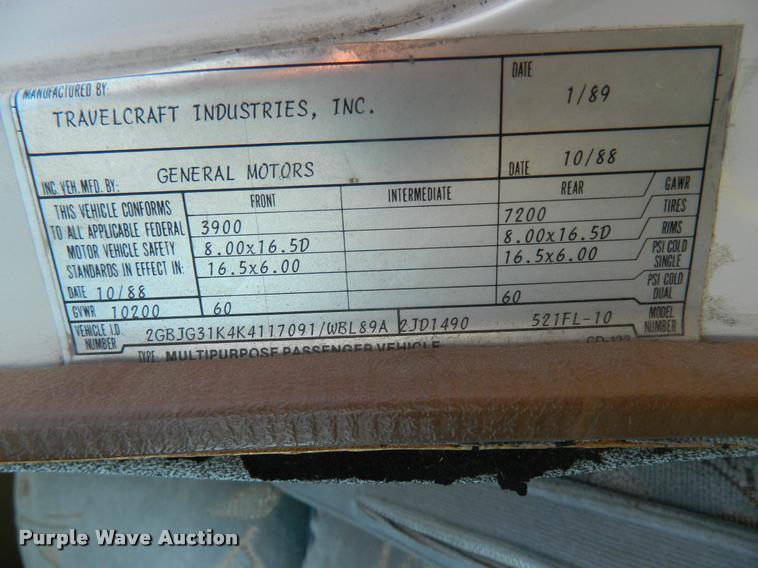 MANUFACTURED BY: DATE
TRAVELCRAFT INDUSTRIES, INC. 1/89
INC. VEH. MFD. BY: GENERAL MOTORS DATE 10/88
THIS VEHICLE CONFORMS FRONT INTERMEDIATE REAR GAWR
TO ALL APPLICABLE FEDERAL 3900 7200 TIRES
MOTOR VEHICLE SAFETY 8.00x16.5D 8.00x16.5D RIMS
STANDARDS IN EFFECT IN: 16.5x6.00 16.5x6.00 PSI COLD SINGLE
DATE 10/88 PSI COLD DUAL
GVWR 10200 60 60
VEHICLE I.D. NUMBER 2GBJG31K4K4117091/WBL89A 2JD1490 521FL-10 MODEL NUMBER
TYPE: MULTIPURPOSE PASSENGER VEHICLE
Purple Wave Auction